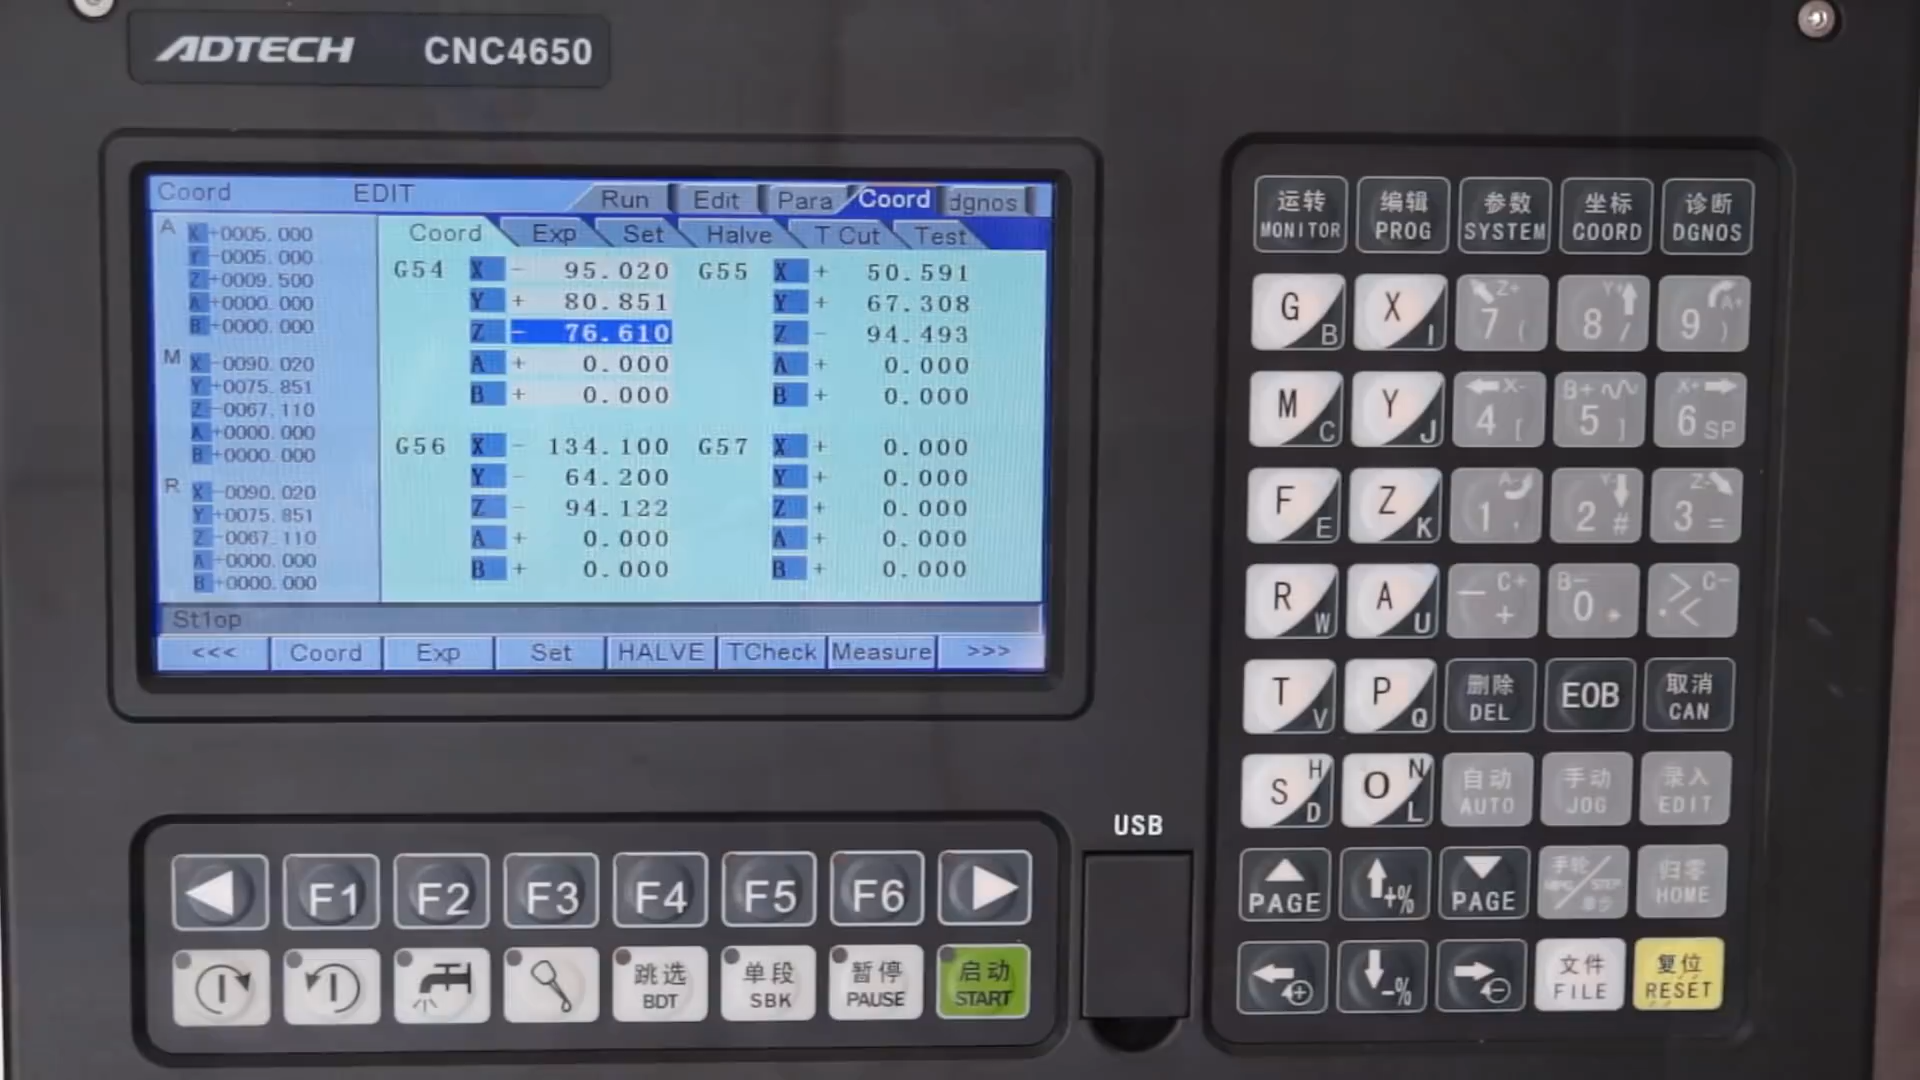 ADTECH CNC4650
Coord EDIT Run Edit Para Coord dgnos
Coord Exp Set Halve T Cut Test
A X +0005.000
Y -0005.000
Z +0009.500
A +0000.000
B +0000.000
M X -0090.020
Y +0075.851
Z -0067.110
A +0000.000
B +0000.000
R X -0090.020
Y +0075.851
Z -0067.110
A +0000.000
B +0000.000
G54 X - 95.020 G55 X + 50.591
Y + 80.851 Y + 67.308
Z - 76.610 Z - 94.493
A + 0.000 A + 0.000
B + 0.000 B + 0.000
G56 X - 134.100 G57 X + 0.000
Y - 64.200 Y + 0.000
Z - 94.122 Z + 0.000
A + 0.000 A + 0.000
B + 0.000 B + 0.000
St1op
<<< Coord Exp Set HALVE TCheck Measure >>>
运转 编辑 参数 坐标 诊断
MONITOR PROG SYSTEM COORD DGNOS
G B X I 7 Z+ ( 8 Y+ / 9 A+ )
M C Y J 4 X- [ 5 B+ ] 6 X+ SP
F E Z K 1 A- , 2 Y- # 3 Z- =
R W A U - C+ + 0 B- * > C- . <
T V P Q 删除 DEL EOB 取消 CAN
S H D O N L 自动 AUTO 手动 JOG 录入 EDIT
PAGE +% PAGE 手轮 归零 HOME
-% 文件 FILE 复位 RESET
USB
F1 F2 F3 F4 F5 F6
跳选 BDT 单段 SBK 暂停 PAUSE 启动 START